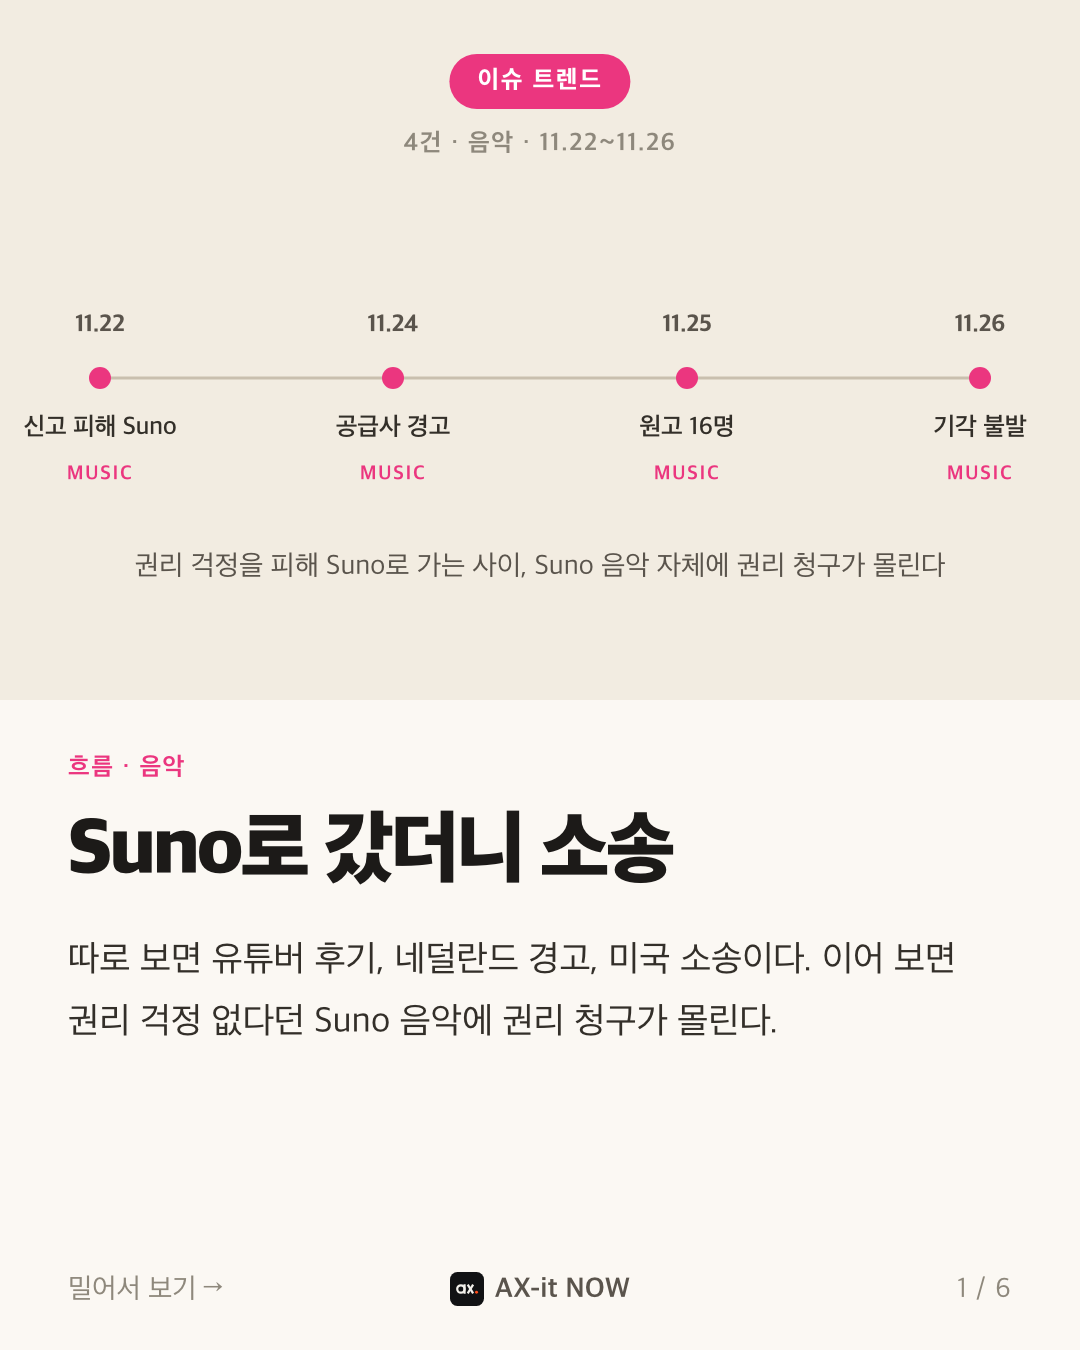 이슈 트렌드
4건 · 음악 · 11.22~11.26
11.22 11.24 11.25 11.26
신고 피해 Suno 공급사 경고 원고 16명 기각 불발
MUSIC MUSIC MUSIC MUSIC
권리 걱정을 피해 Suno로 가는 사이, Suno 음악 자체에 권리 청구가 몰린다
흐름 · 음악
Suno로 갔더니 소송
따로 보면 유튜버 후기, 네덜란드 경고, 미국 소송이다. 이어 보면
권리 걱정 없다던 Suno 음악에 권리 청구가 몰린다.
밀어서 보기 → ax. AX-it NOW 1 / 6